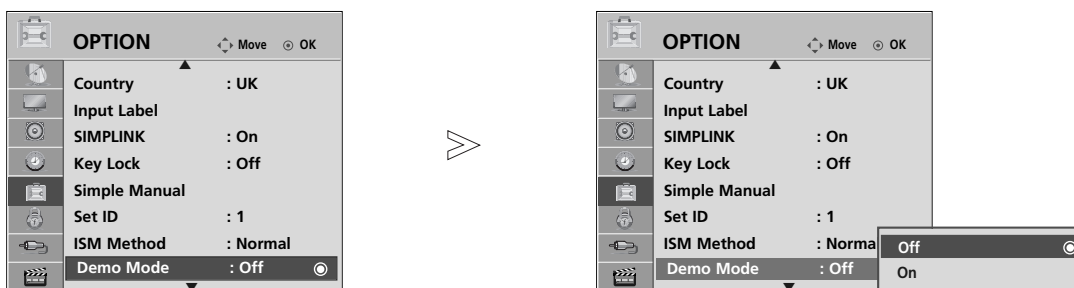 OPTION Move OK
Country : UK
Input Label
SIMPLINK : On
Key Lock : Off
Simple Manual
Set ID : 1
ISM Method : Normal
Demo Mode : Off
OPTION Move OK
Country : UK
Input Label
SIMPLINK : On
Key Lock : Off
Simple Manual
Set ID : 1
ISM Method : Norma
Demo Mode : Off
Off
On